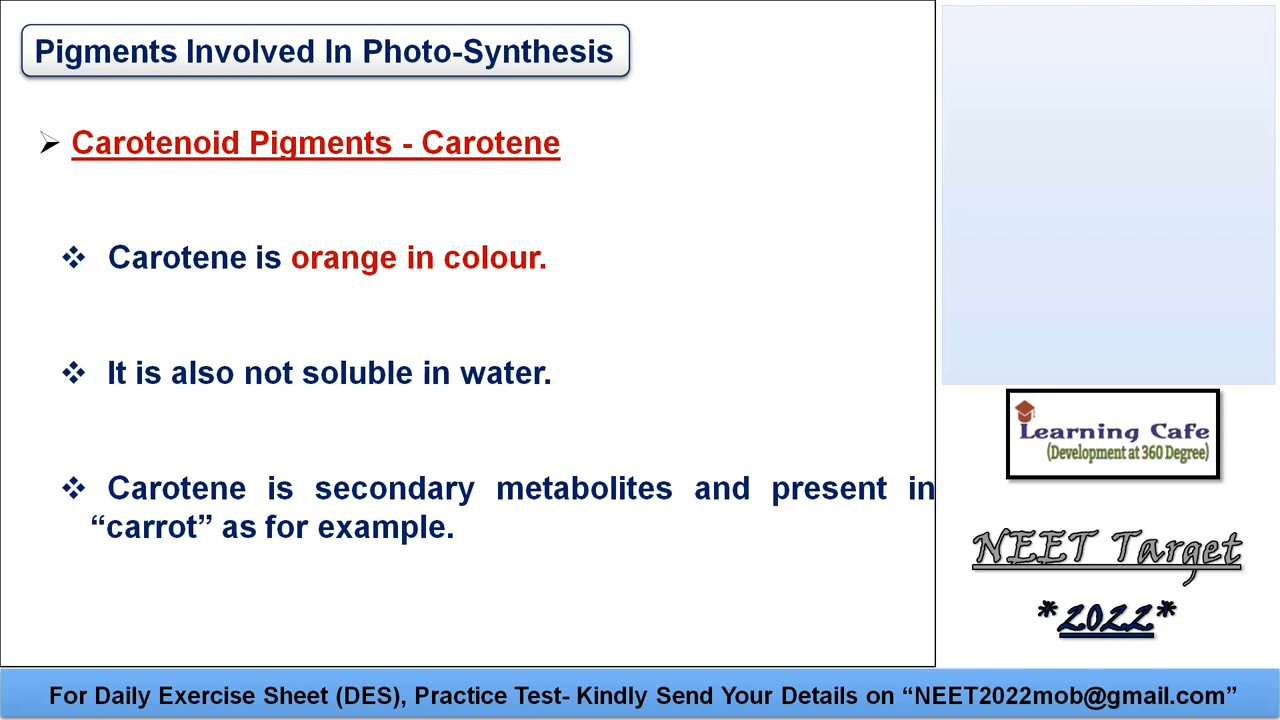 Pigments Involved In Photo-Synthesis
Carotenoid Pigments - Carotene
Carotene is orange in colour.
It is also not soluble in water.
Carotene is secondary metabolites and present in
“carrot” as for example.
Learning Cafe
(Development at 360 Degree)
NEET Target
*2022*
For Daily Exercise Sheet (DES), Practice Test- Kindly Send Your Details on “NEET2022mob@gmail.com”